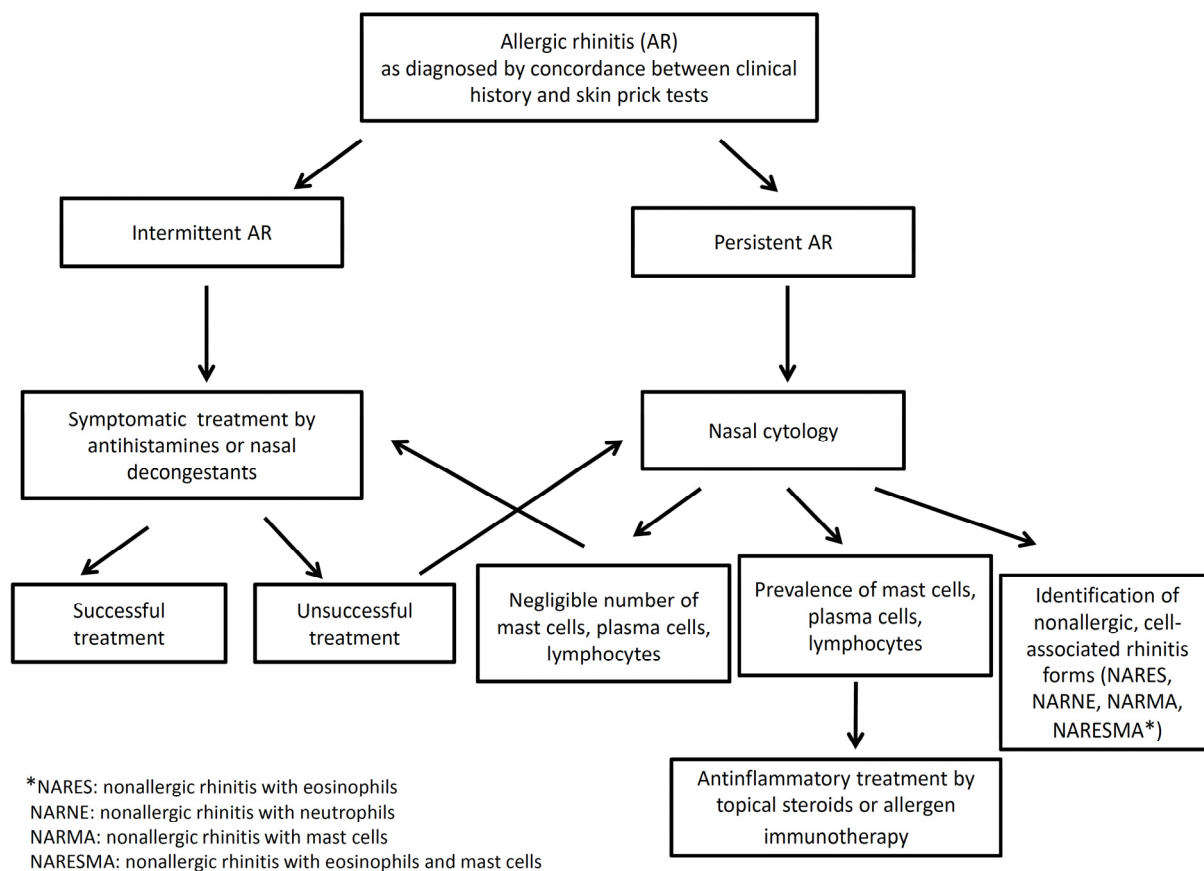 Allergic rhinitis (AR)
as diagnosed by concordance between clinical
history and skin prick tests
Intermittent AR
Persistent AR
Symptomatic treatment by
antihistamines or nasal
decongestants
Nasal cytology
Successful
treatment
Unsuccessful
treatment
Negligible number of
mast cells, plasma cells,
lymphocytes
Prevalence of mast cells,
plasma cells,
lymphocytes
Identification of
nonallergic, cell-
associated rhinitis
forms (NARES,
NARNE, NARMA,
NARESMA*)
Antinflammatory treatment by
topical steroids or allergen
immunotherapy
*NARES: nonallergic rhinitis with eosinophils
NARNE: nonallergic rhinitis with neutrophils
NARMA: nonallergic rhinitis with mast cells
NARESMA: nonallergic rhinitis with eosinophils and mast cells